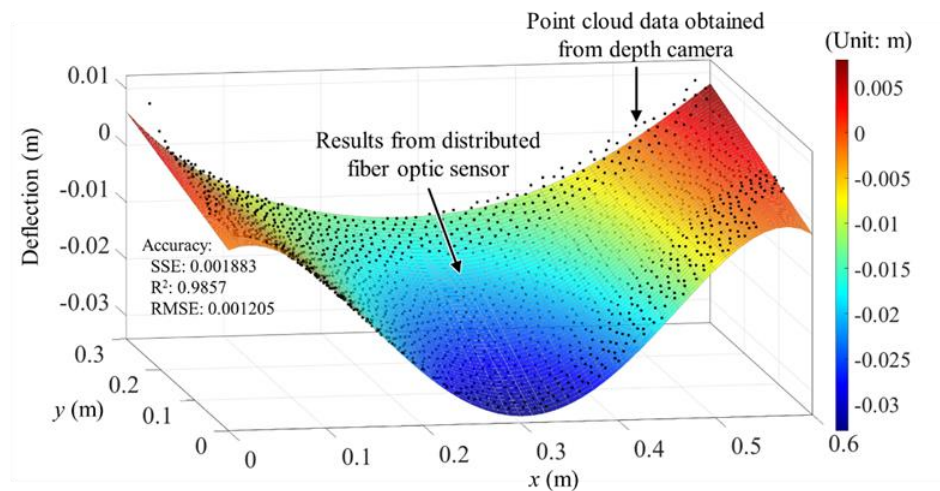 Point cloud data obtained
from depth camera
(Unit: m)
Results from distributed
fiber optic sensor
Accuracy:
SSE: 0.001883
R²: 0.9857
RMSE: 0.001205
Deflection (m)
0.01
0
-0.01
-0.02
-0.03
0.3
0.2
0.1
0
y (m)
0
0.1
0.2
0.3
0.4
0.5
0.6
x (m)
0.005
0
-0.005
-0.01
-0.015
-0.02
-0.025
-0.03